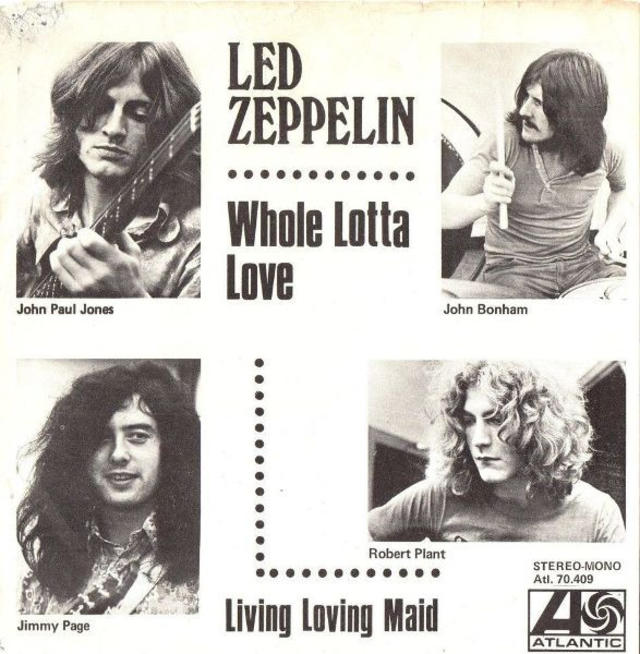 LED
ZEPPELIN
Whole Lotta
Love
John Paul Jones
John Bonham
Robert Plant
Jimmy Page
Living Loving Maid
STEREO-MONO
Atl. 70.409
ATLANTIC